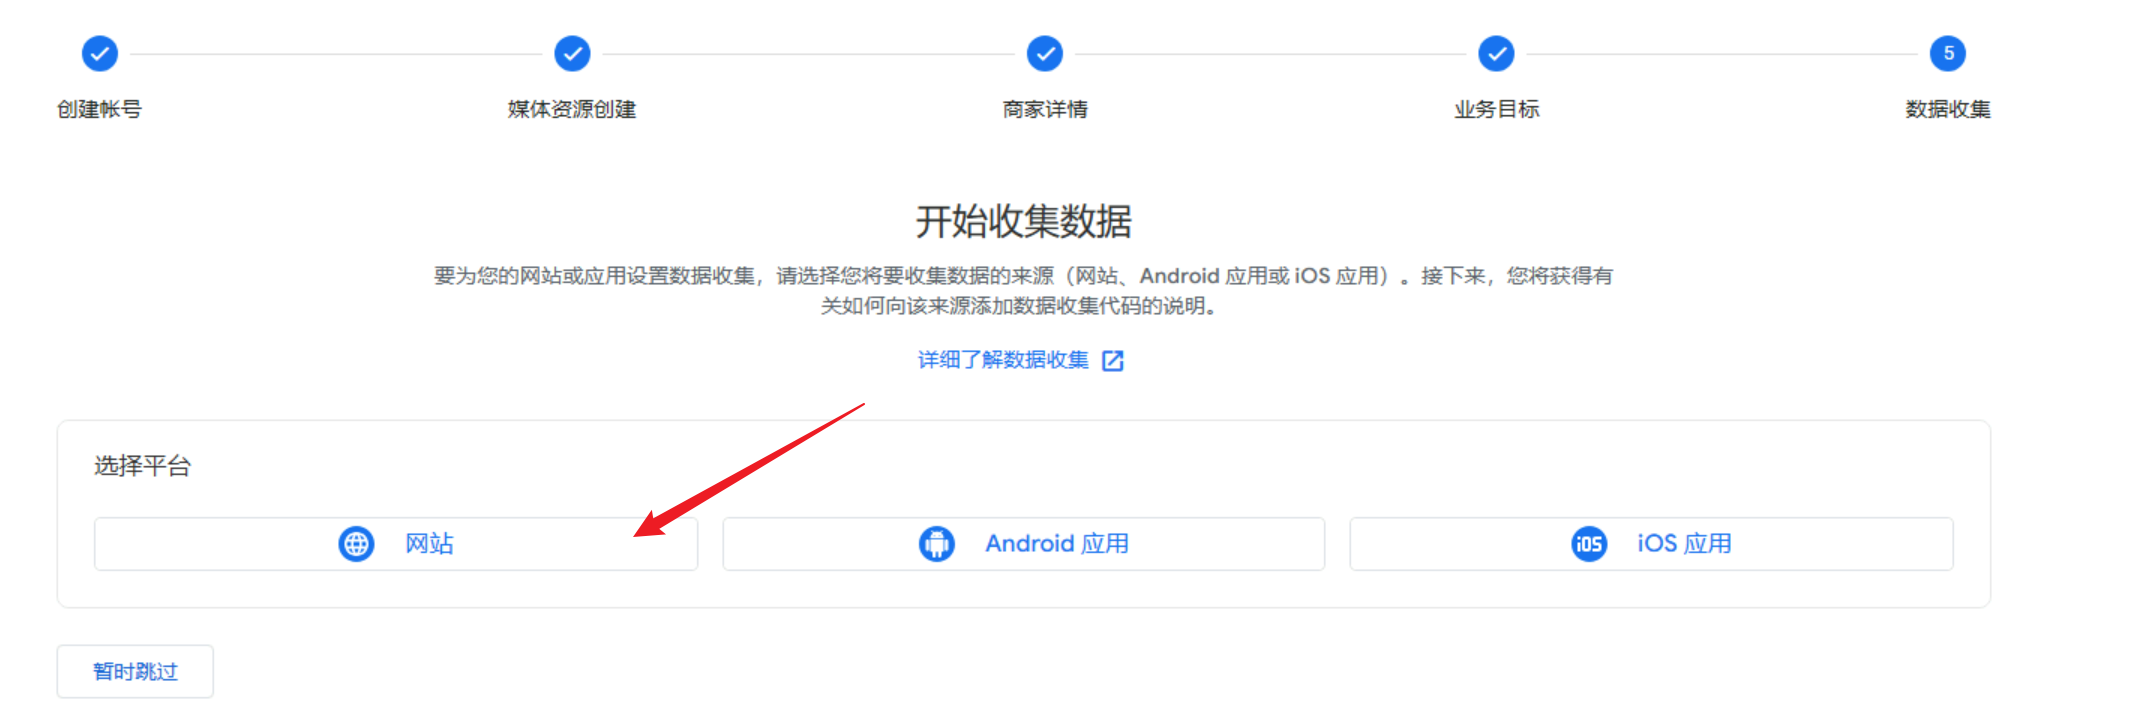 5
创建帐号
媒体资源创建
商家详情
业务目标
数据收集
开始收集数据
要为您的网站或应用设置数据收集，请选择您将要收集数据的来源（网站、Android 应用或 iOS 应用）。接下来，您将获得有
关如何向该来源添加数据收集代码的说明。
详细了解数据收集
选择平台
网站
Android 应用
iOS iOS 应用
暂时跳过